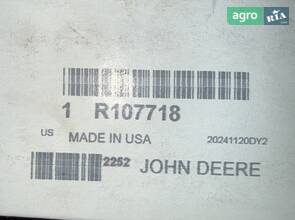 agro RIA
1 R107718
US MADE IN USA 20241120DY2
2252 JOHN DEERE